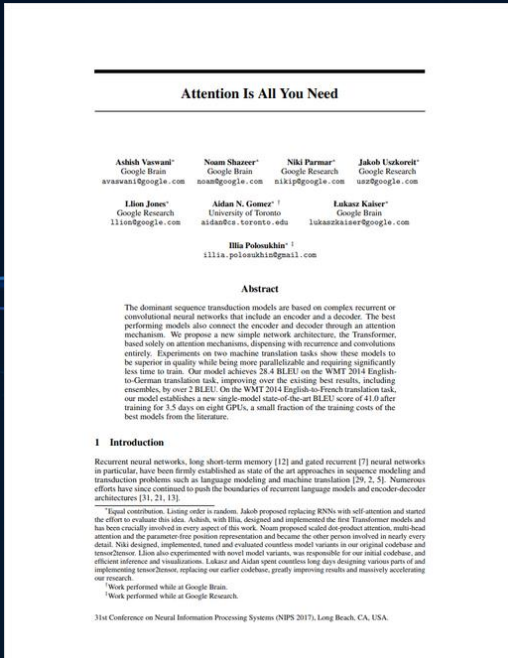 Attention Is All You Need
Ashish Vaswani*
Google Brain
avaswani@google.com
Noam Shazeer*
Google Brain
noam@google.com
Niki Parmar*
Google Research
nikip@google.com
Jakob Uszkoreit*
Google Research
usz@google.com
Llion Jones*
Google Research
llion@google.com
Aidan N. Gomez* †
University of Toronto
aidan@cs.toronto.edu
Łukasz Kaiser*
Google Brain
lukaszkaiser@google.com
Illia Polosukhin* ‡
illia.polosukhin@gmail.com
Abstract
The dominant sequence transduction models are based on complex recurrent or
convolutional neural networks that include an encoder and a decoder. The best
performing models also connect the encoder and decoder through an attention
mechanism. We propose a new simple network architecture, the Transformer,
based solely on attention mechanisms, dispensing with recurrence and convolutions
entirely. Experiments on two machine translation tasks show these models to
be superior in quality while being more parallelizable and requiring significantly
less time to train. Our model achieves 28.4 BLEU on the WMT 2014 English-
to-German translation task, improving over the existing best results, including
ensembles, by over 2 BLEU. On the WMT 2014 English-to-French translation task,
our model establishes a new single-model state-of-the-art BLEU score of 41.0 after
training for 3.5 days on eight GPUs, a small fraction of the training costs of the
best models from the literature.
1 Introduction
Recurrent neural networks, long short-term memory [12] and gated recurrent [7] neural networks
in particular, have been firmly established as state of the art approaches in sequence modeling and
transduction problems such as language modeling and machine translation [29, 2, 5]. Numerous
efforts have since continued to push the boundaries of recurrent language models and encoder-decoder
architectures [31, 21, 13].
*Equal contribution. Listing order is random. Jakob proposed replacing RNNs with self-attention and started
the effort to evaluate this idea. Ashish, with Illia, designed and implemented the first Transformer models and
has been crucially involved in every aspect of this work. Noam proposed scaled dot-product attention, multi-head
attention and the parameter-free position representation and became the other person involved in nearly every
detail. Niki designed, implemented, tuned and evaluated countless model variants in our original codebase and
tensor2tensor. Llion also experimented with novel model variants, was responsible for our initial codebase, and
efficient inference and visualizations. Lukasz and Aidan spent countless long days designing various parts of and
implementing tensor2tensor, replacing our earlier codebase, greatly improving results and massively accelerating
our research.
†Work performed while at Google Brain.
‡Work performed while at Google Research.
31st Conference on Neural Information Processing Systems (NIPS 2017), Long Beach, CA, USA.